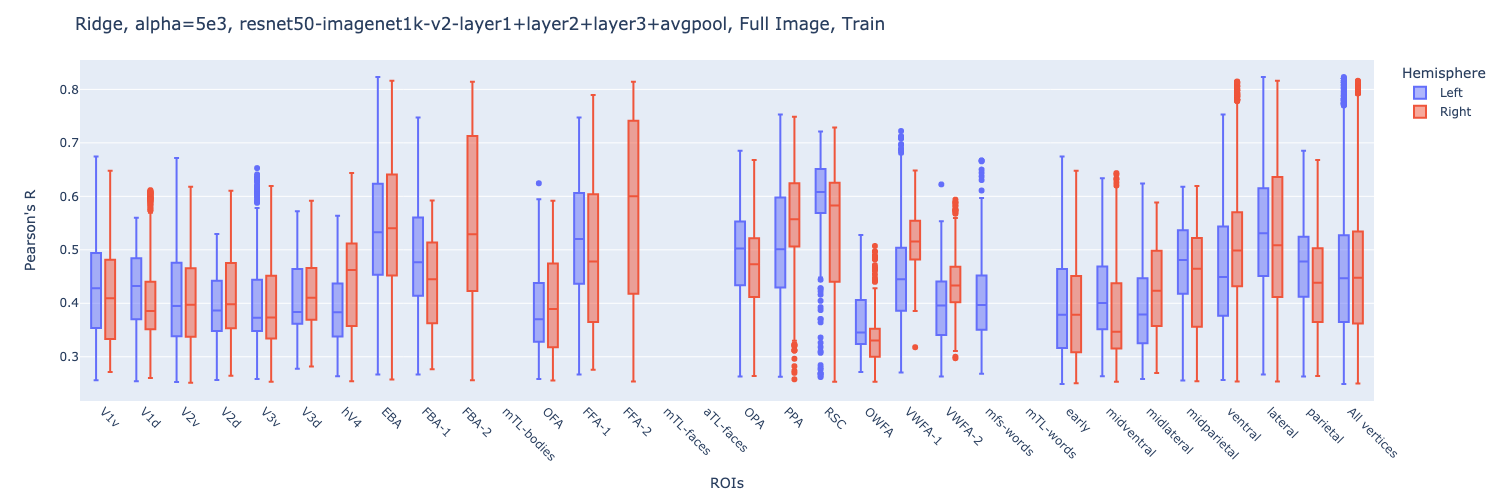 Ridge, alpha=5e3, resnet50-imagenet1k-v2-layer1+layer2+layer3+avgpool, Full Image, Train
Hemisphere
Left
Right
Pearson's R
0.8
0.7
0.6
0.5
0.4
0.3
V1v
V1d
V2v
V2d
V3v
V3d
hV4
EBA
FBA-1
FBA-2
mTL-bodies
OFA
FFA-1
FFA-2
mTL-faces
aTL-faces
OPA
PPA
RSC
OWFA
VWFA-1
VWFA-2
mfs-words
mTL-words
early
midventral
midlateral
midparietal
ventral
lateral
parietal
All vertices
ROIs